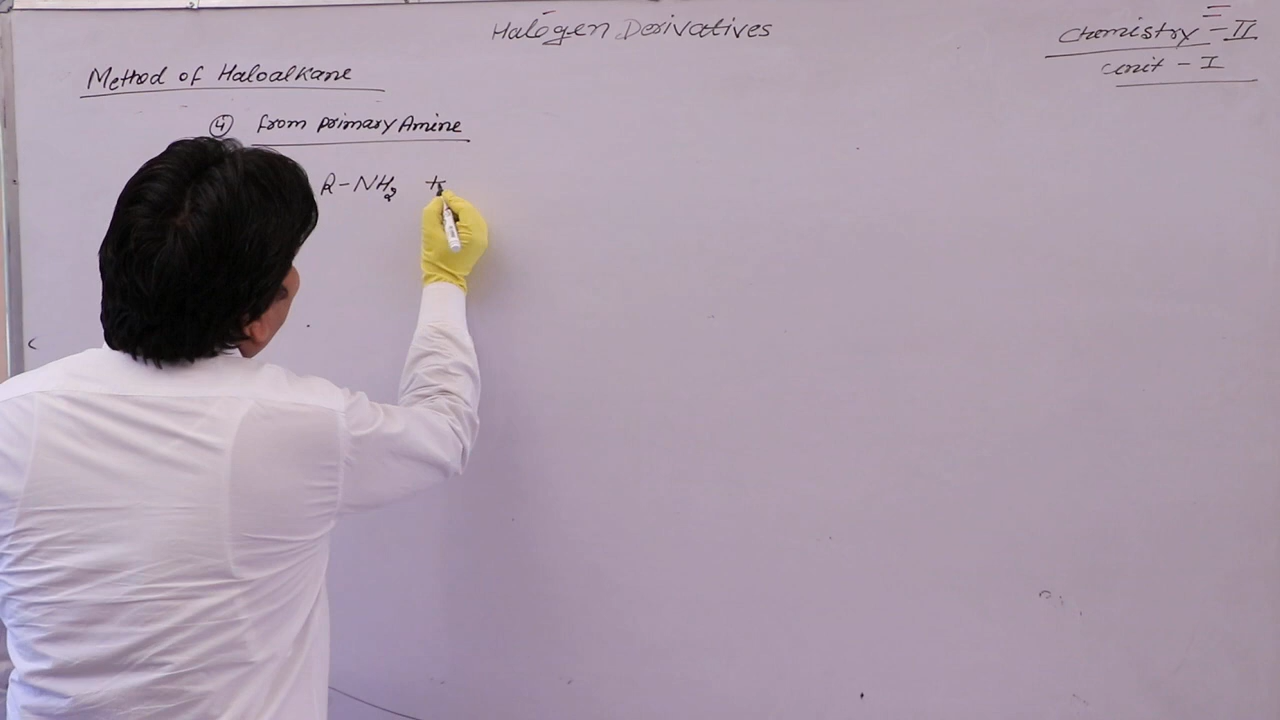 Halogen Derivatives
Chemistry - II
Unit - I
Method of Haloalkane
④ from primary Amine
R-NH₂ +